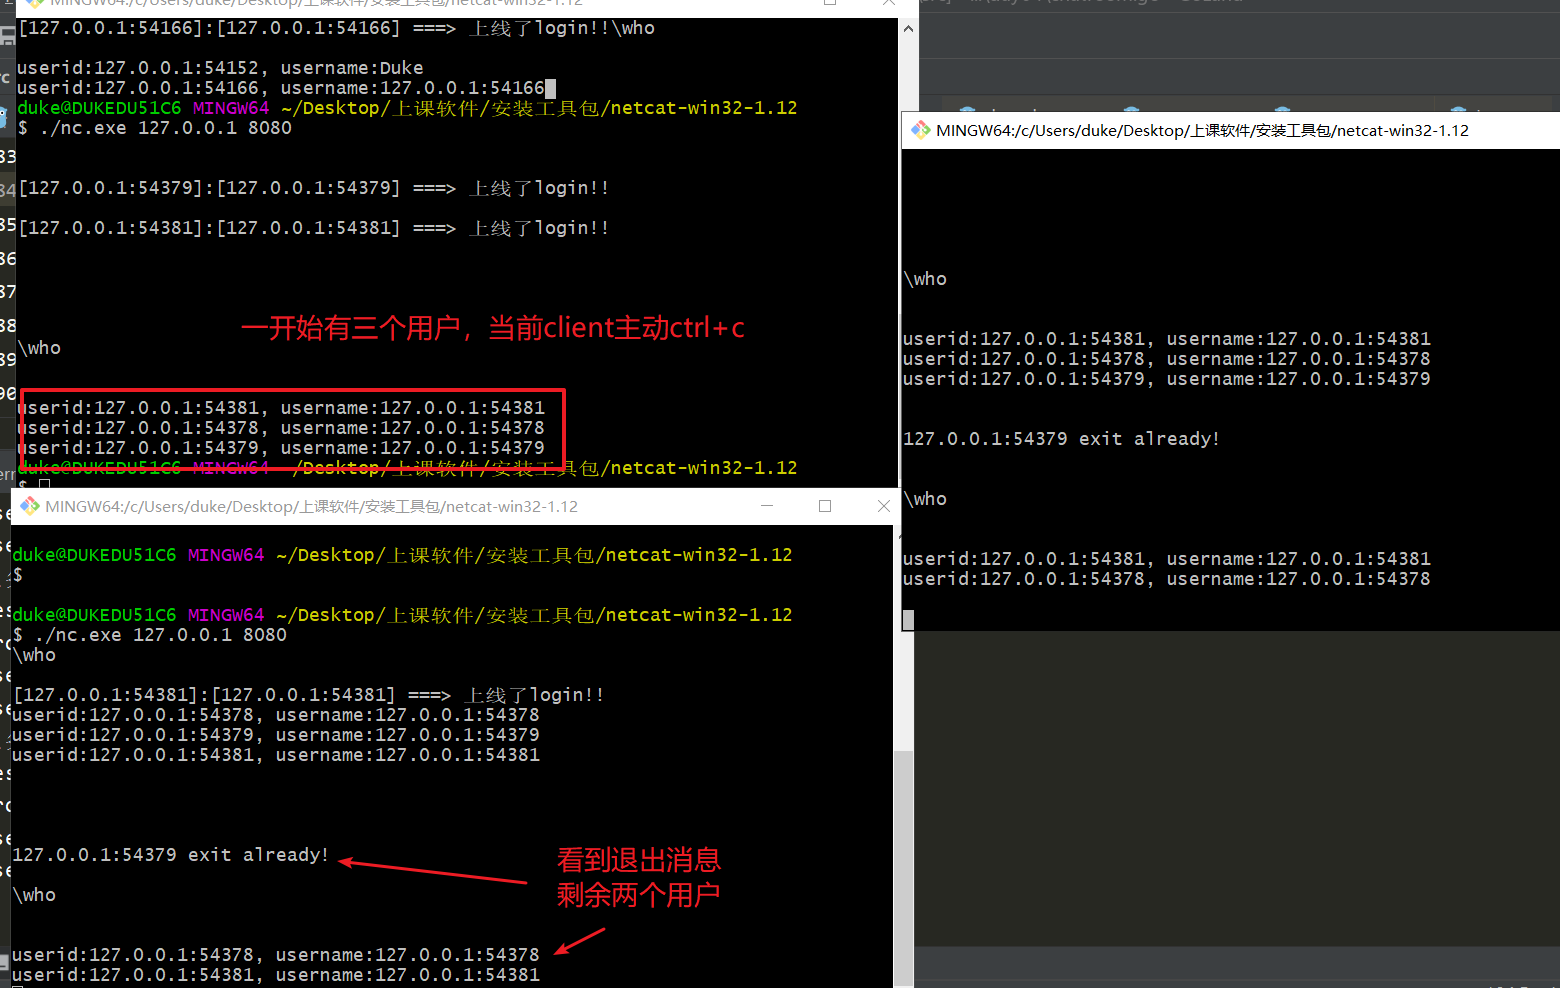 MINGW64:/c/Users/duke/Desktop/上课软件/安装工具包/netcat-win32-1.12
[127.0.0.1:54166]:[127.0.0.1:54166] ===> 上线了login!!\who
userid:127.0.0.1:54152, username:Duke
userid:127.0.0.1:54166, username:127.0.0.1:54166
duke@DUKEDU51C6 MINGW64 ~/Desktop/上课软件/安装工具包/netcat-win32-1.12
$ ./nc.exe 127.0.0.1 8080
[127.0.0.1:54379]:[127.0.0.1:54379] ===> 上线了login!!
[127.0.0.1:54381]:[127.0.0.1:54381] ===> 上线了login!!
一开始有三个用户，当前client主动ctrl+c
\who
userid:127.0.0.1:54381, username:127.0.0.1:54381
userid:127.0.0.1:54378, username:127.0.0.1:54378
userid:127.0.0.1:54379, username:127.0.0.1:54379
duke@DUKEDU51C6 MINGW64 ~/Desktop/上课软件/安装工具包/netcat-win32-1.12
$
MINGW64:/c/Users/duke/Desktop/上课软件/安装工具包/netcat-win32-1.12
duke@DUKEDU51C6 MINGW64 ~/Desktop/上课软件/安装工具包/netcat-win32-1.12
$
duke@DUKEDU51C6 MINGW64 ~/Desktop/上课软件/安装工具包/netcat-win32-1.12
$ ./nc.exe 127.0.0.1 8080
\who
[127.0.0.1:54381]:[127.0.0.1:54381] ===> 上线了login!!
userid:127.0.0.1:54378, username:127.0.0.1:54378
userid:127.0.0.1:54379, username:127.0.0.1:54379
userid:127.0.0.1:54381, username:127.0.0.1:54381
127.0.0.1:54379 exit already!
看到退出消息
剩余两个用户
\who
userid:127.0.0.1:54378, username:127.0.0.1:54378
userid:127.0.0.1:54381, username:127.0.0.1:54381
MINGW64:/c/Users/duke/Desktop/上课软件/安装工具包/netcat-win32-1.12
\who
userid:127.0.0.1:54381, username:127.0.0.1:54381
userid:127.0.0.1:54378, username:127.0.0.1:54378
userid:127.0.0.1:54379, username:127.0.0.1:54379
127.0.0.1:54379 exit already!
\who
userid:127.0.0.1:54381, username:127.0.0.1:54381
userid:127.0.0.1:54378, username:127.0.0.1:54378